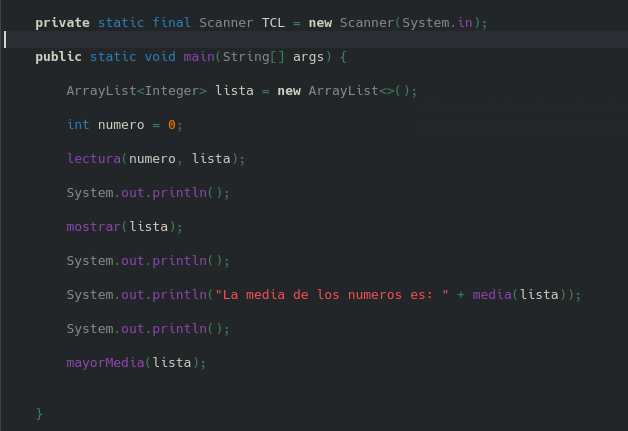 private static final Scanner TCL = new Scanner(System.in);
public static void main(String[] args) {
ArrayList<Integer> lista = new ArrayList<>();
int numero = 0;
lectura(numero, lista);
System.out.println();
mostrar(lista);
System.out.println();
System.out.println("La media de los numeros es: " + media(lista));
System.out.println();
mayorMedia(lista);
}